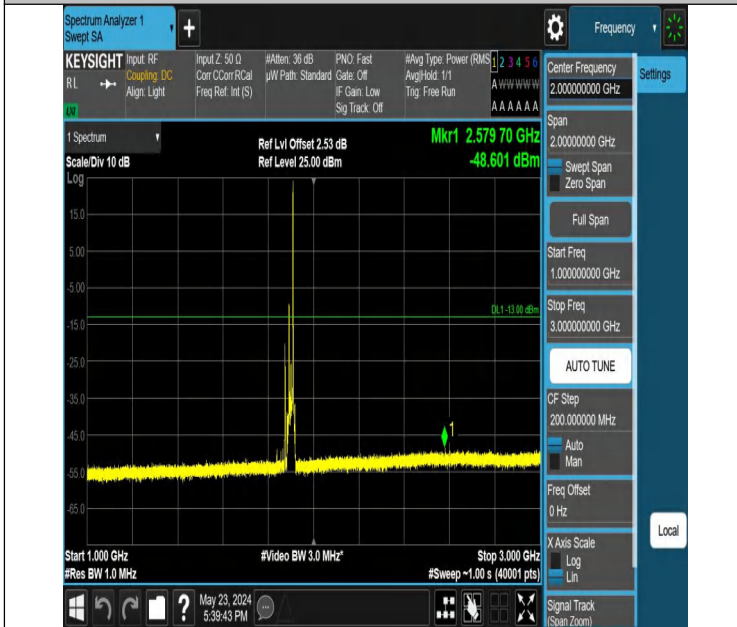 Spectrum Analyzer 1
Swept SA
+
Frequency
KEYSIGHT
RL
LXI
Input: RF
Coupling: DC
Align: Light
Input Z: 50 Ω
Corr CCorr RCal
Freq Ref: Int (S)
#Atten: 36 dB
µW Path: Standard
PNO: Fast
Gate: Off
IF Gain: Low
Sig Track: Off
#Avg Type: Power (RMS
Avg|Hold: 1/1
Trig: Free Run
1 2 3 4 5 6
A W W W W W
A A A A A A
1 Spectrum
Scale/Div 10 dB
Log
Ref Lvl Offset 2.53 dB
Ref Level 25.00 dBm
Mkr1 2.579 70 GHz
-48.601 dBm
15.0
5.00
-5.00
-15.0
-25.0
-35.0
-45.0
-55.0
-65.0
DL1 -13.00 dBm
1
Start 1.000 GHz
#Res BW 1.0 MHz
#Video BW 3.0 MHz*
Stop 3.000 GHz
#Sweep ~1.00 s (40001 pts)
?
May 23, 2024
5:39:43 PM
Center Frequency
2.000000000 GHz
Settings
Span
2.00000000 GHz
Swept Span
Zero Span
Full Span
Start Freq
1.000000000 GHz
Stop Freq
3.000000000 GHz
AUTO TUNE
CF Step
200.000000 MHz
Auto
Man
Freq Offset
0 Hz
X Axis Scale
Log
Lin
Local
Signal Track
(Span Zoom)